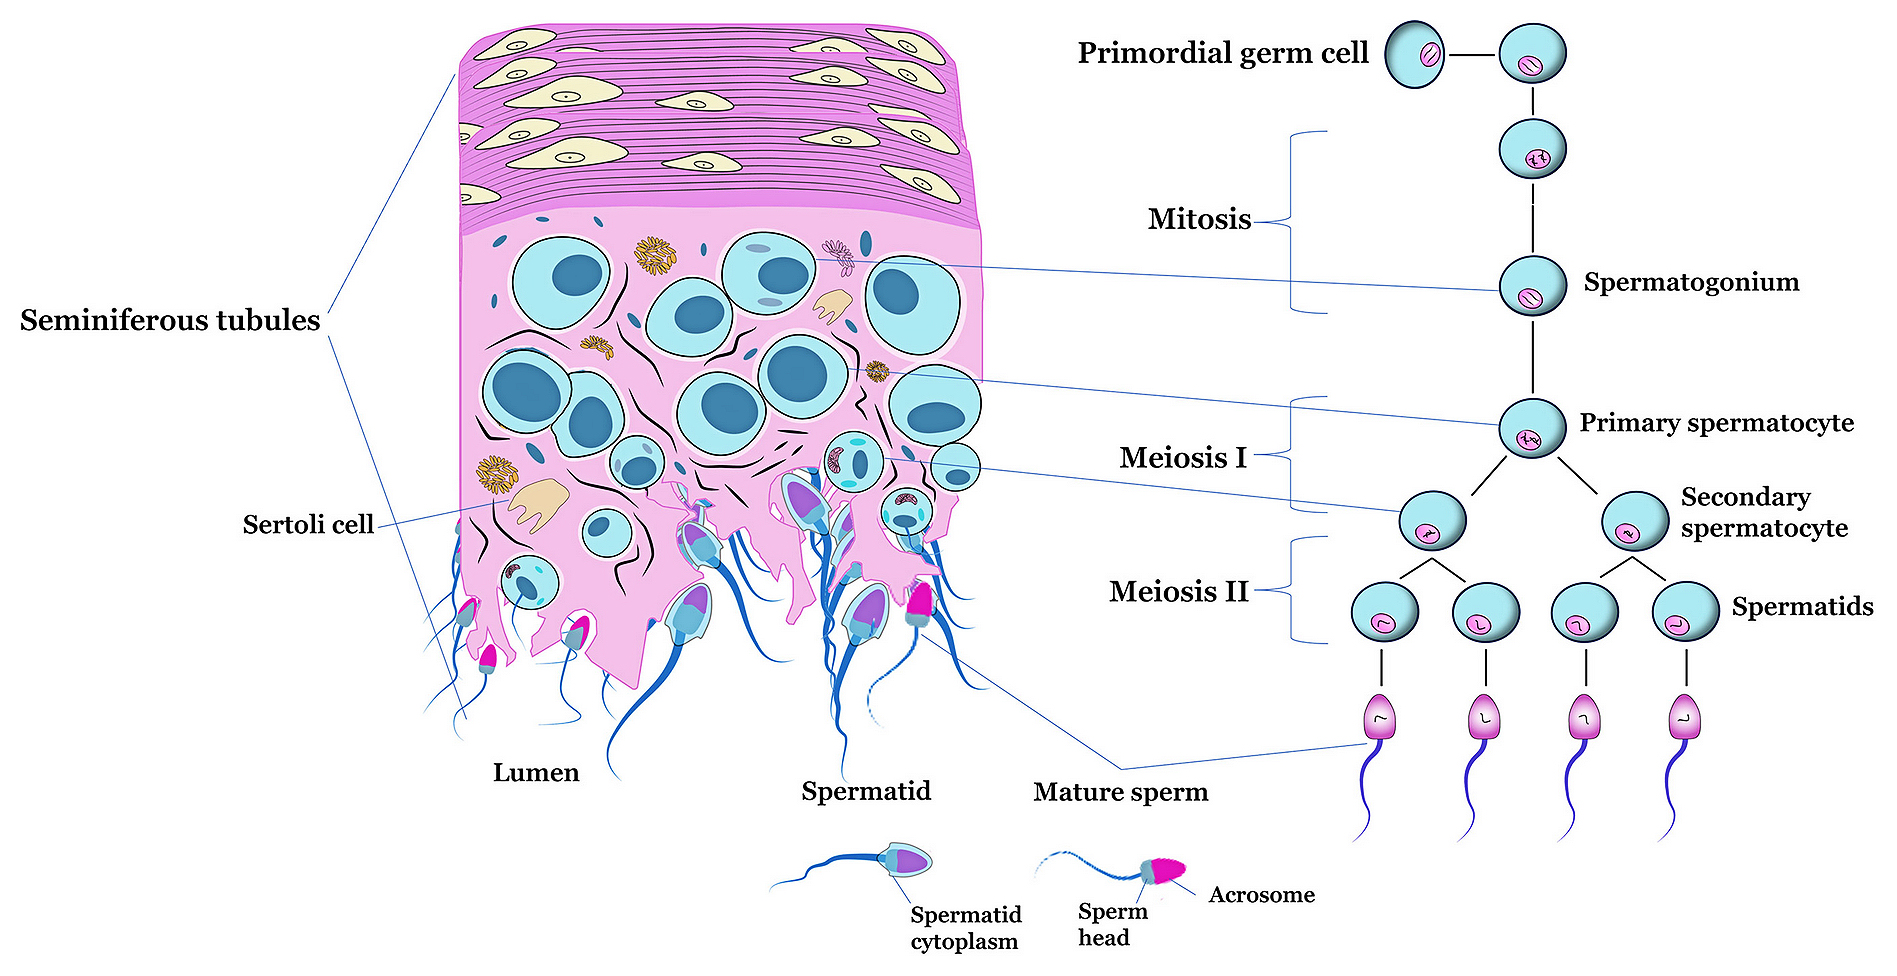 Primordial germ cell
Mitosis
Spermatogonium
Seminiferous tubules
Primary spermatocyte
Meiosis I
Secondary
spermatocyte
Sertoli cell
Meiosis II
Spermatids
Lumen
Spermatid
Mature sperm
Acrosome
Spermatid
cytoplasm
Sperm
head